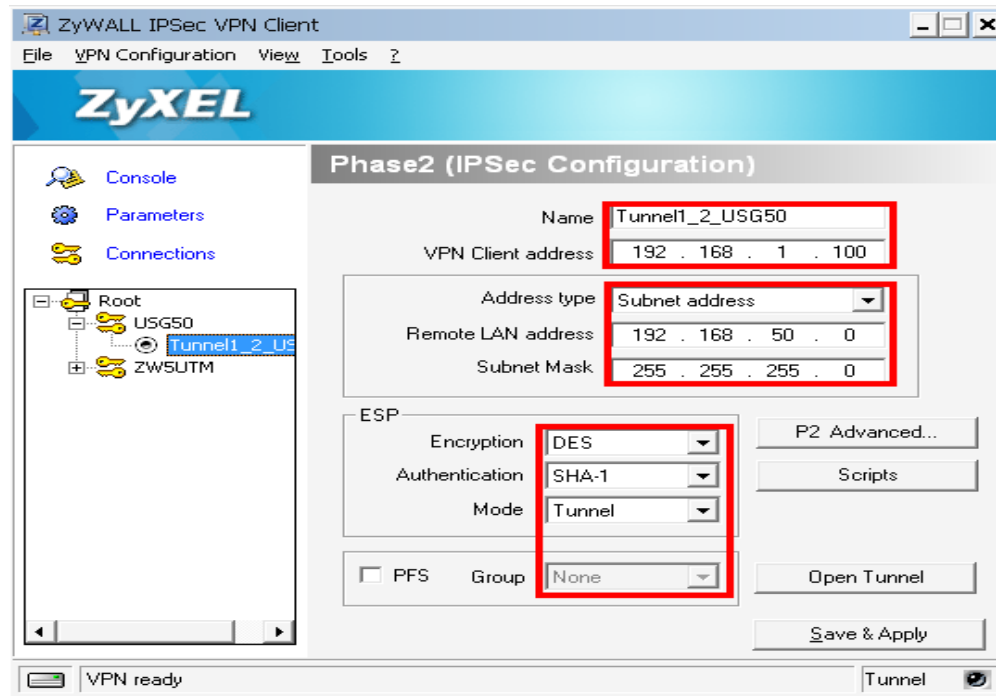 ZyWALL IPSec VPN Client
File VPN Configuration View Tools ?
ZyXEL
Console
Parameters
Connections
Root
USG50
Tunnel1_2_US
ZW5UTM
Phase2 (IPSec Configuration)
Name Tunnel1_2_USG50
VPN Client address 192 . 168 . 1 . 100
Address type Subnet address
Remote LAN address 192 . 168 . 50 . 0
Subnet Mask 255 . 255 . 255 . 0
ESP
Encryption DES
Authentication SHA-1
Mode Tunnel
PFS Group None
P2 Advanced...
Scripts
Open Tunnel
Save & Apply
VPN ready Tunnel